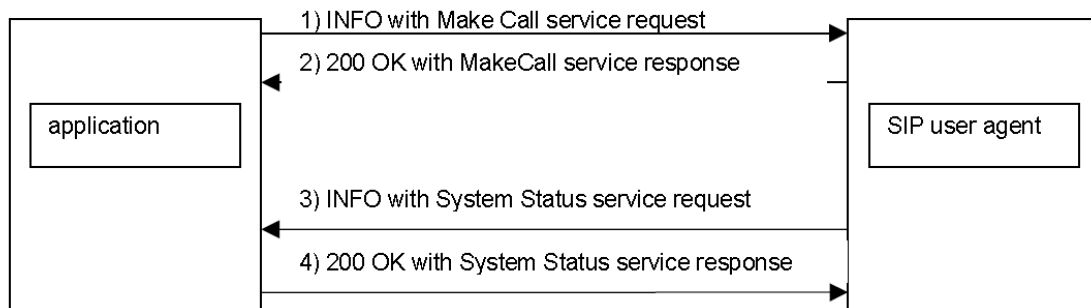 1) INFO with Make Call service request
2) 200 OK with MakeCall service response
application
SIP user agent
3) INFO with System Status service request
4) 200 OK with System Status service response